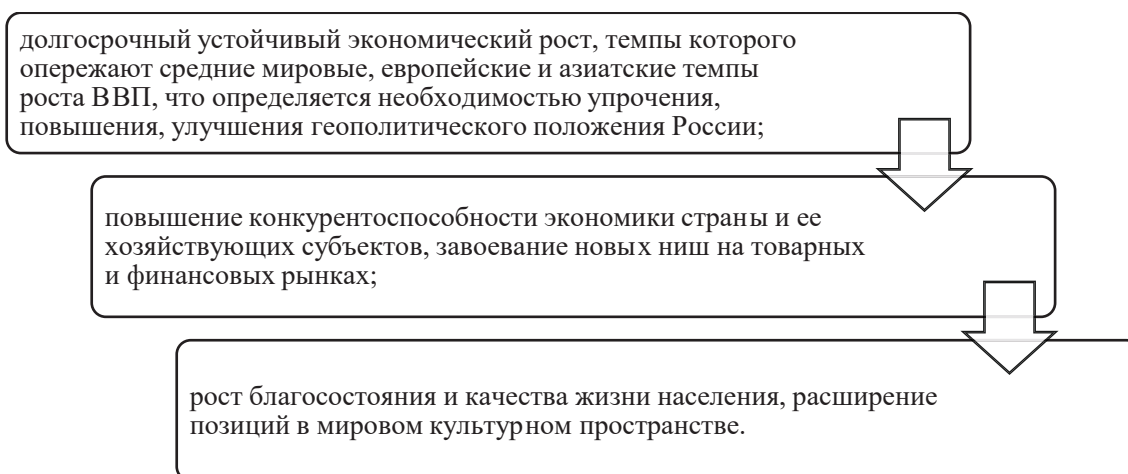 долгосрочный устойчивый экономический рост, темпы которого
опережают средние мировые, европейские и азиатские темпы
роста ВВП, что определяется необходимостью упрочения,
повышения, улучшения геополитического положения России;
повышение конкурентоспособности экономики страны и ее
хозяйствующих субъектов, завоевание новых ниш на товарных
и финансовых рынках;
рост благосостояния и качества жизни населения, расширение
позиций в мировом культурном пространстве.